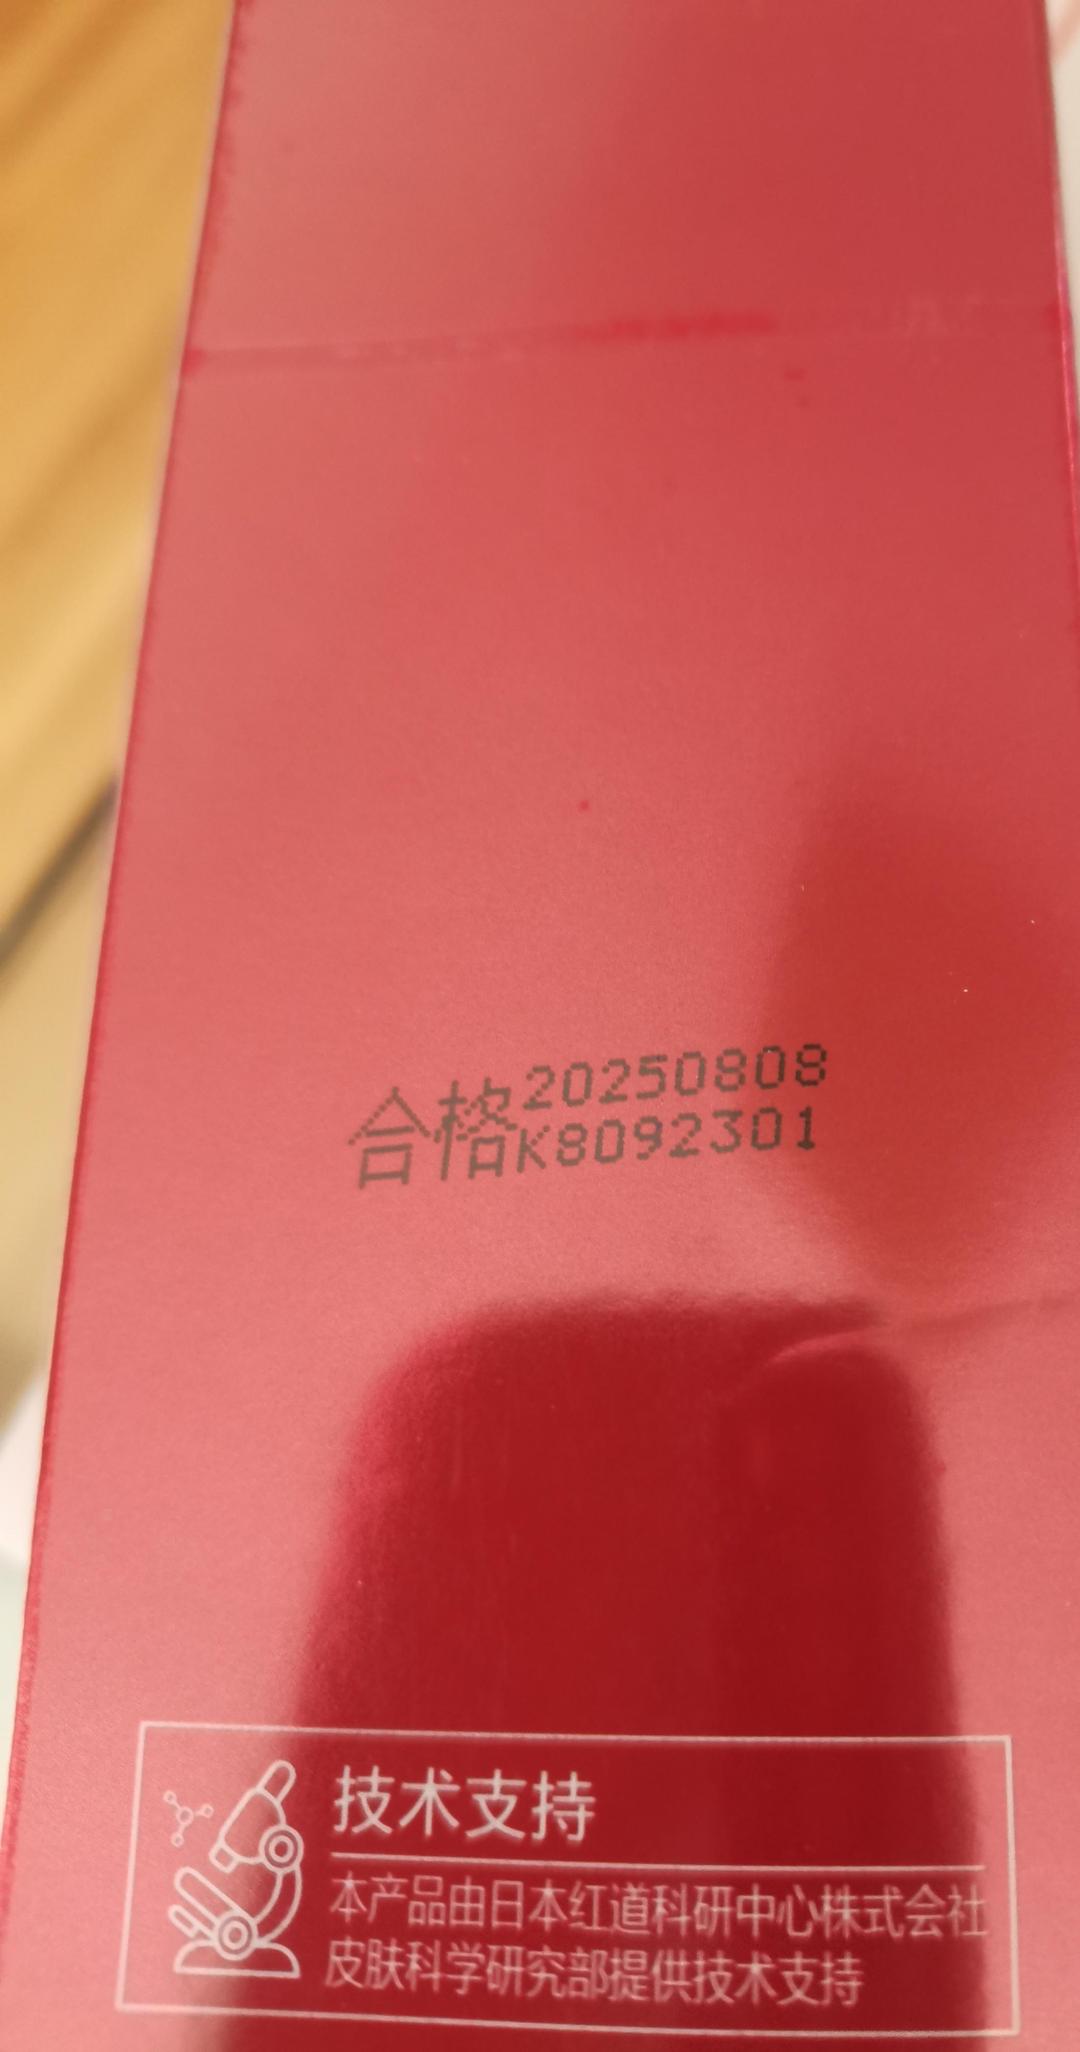 合格20250808
K8092301
技术支持
本产品由日本红道科研中心株式会社
皮肤科学研究部提供技术支持